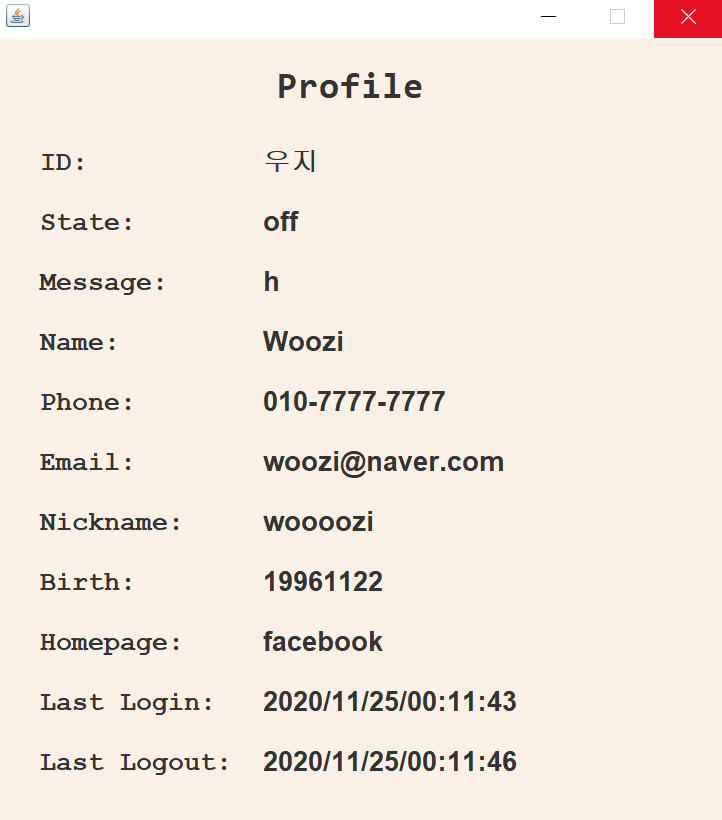 Profile
ID: 우지
State: off
Message: h
Name: Woozi
Phone: 010-7777-7777
Email: woozi@naver.com
Nickname: woooozi
Birth: 19961122
Homepage: facebook
Last Login: 2020/11/25/00:11:43
Last Logout: 2020/11/25/00:11:46